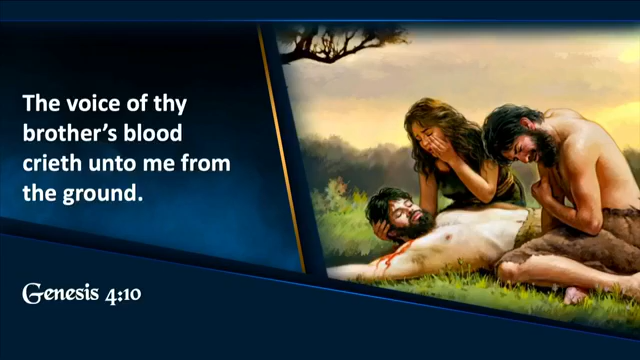 The voice of thy
brother’s blood
crieth unto me from
the ground.
Genesis 4:10